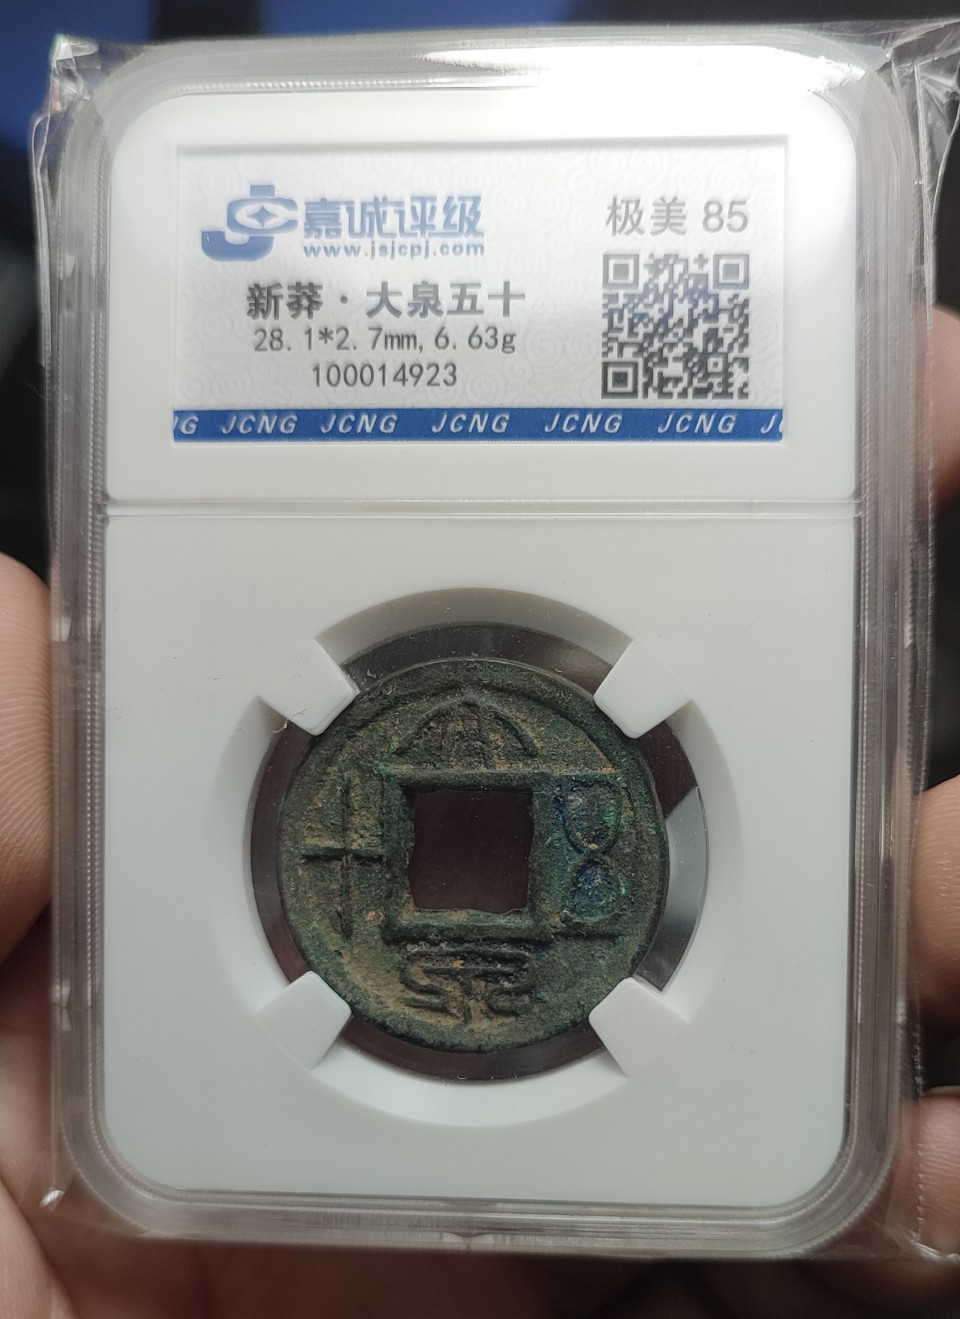 嘉诚评级
www.jsjcpj.com
极美 85
新莽·大泉五十
28.1*2.7mm,6.63g
100014923
JCNG JCNG JCNG JCNG JCNG
大
十 五
泉